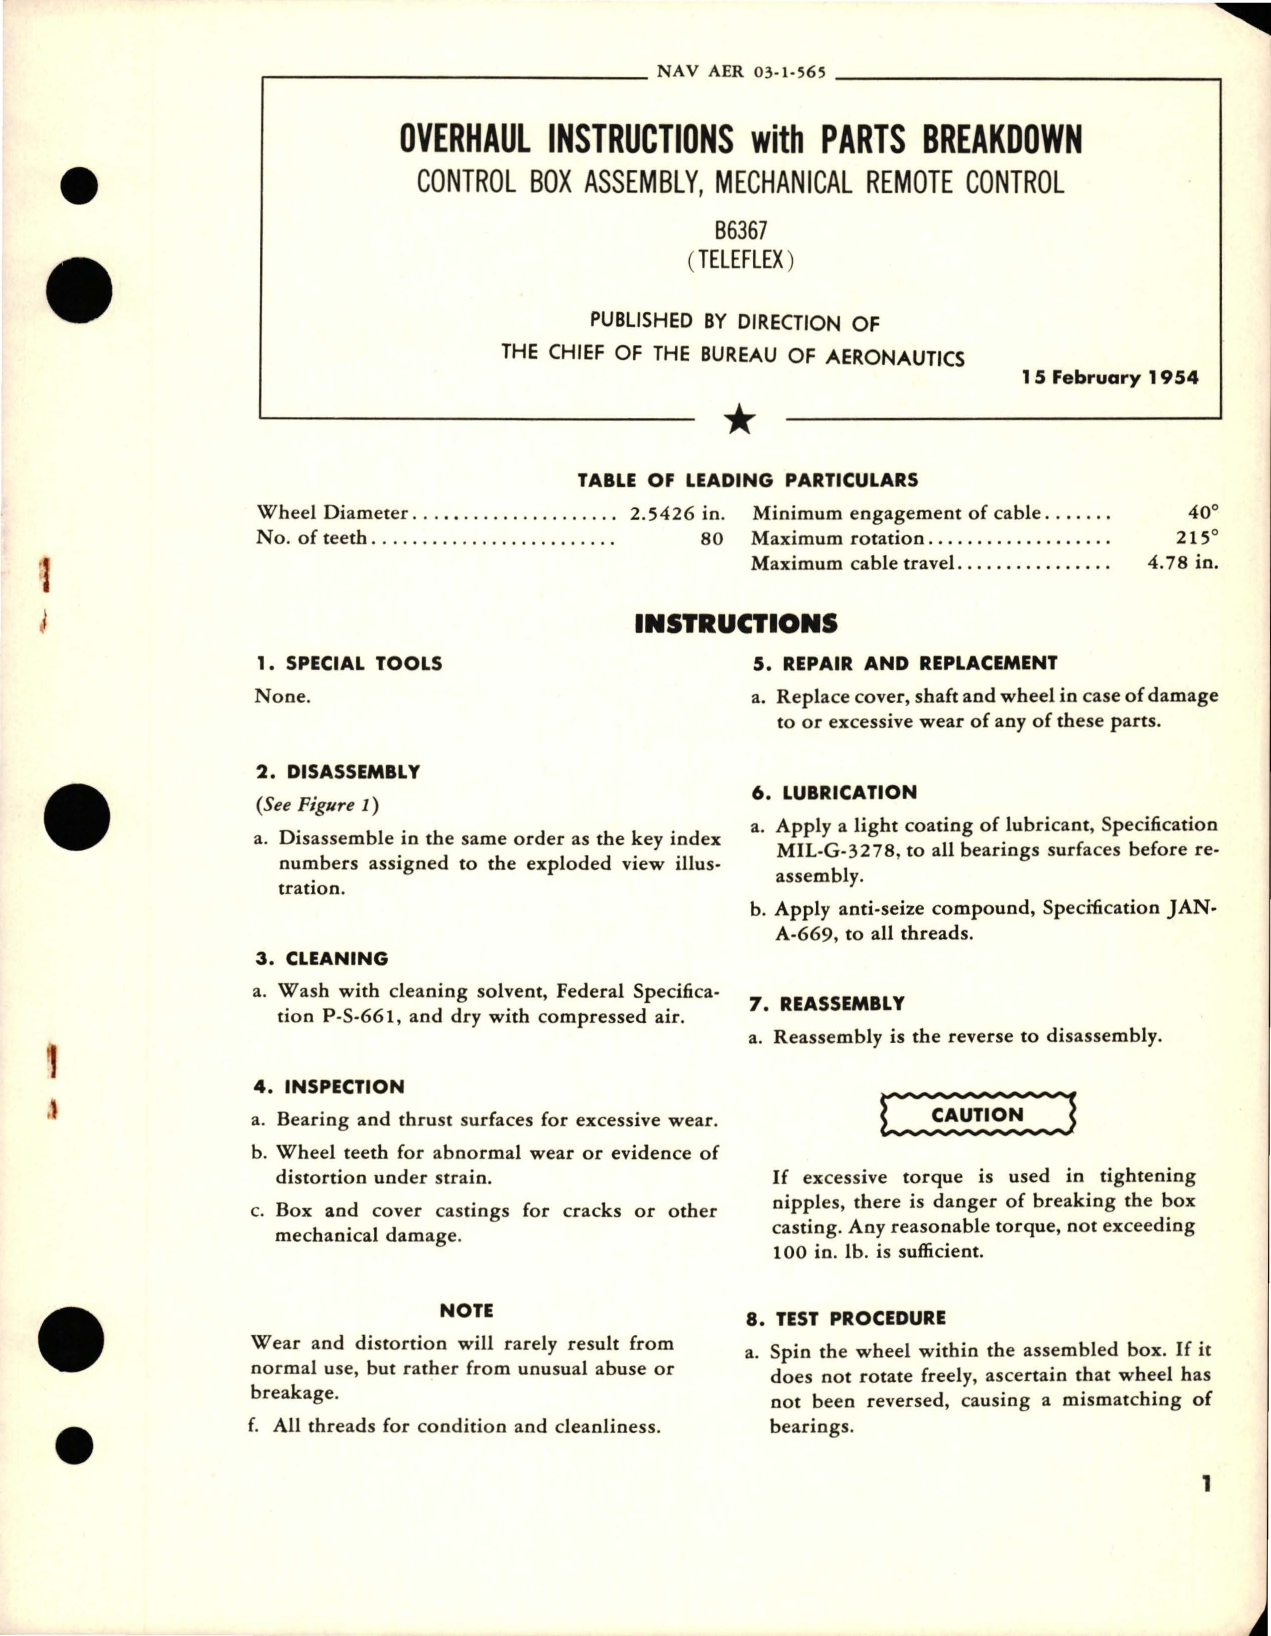 NAV AER 03-1-565
OVERHAUL INSTRUCTIONS with PARTS BREAKDOWN
CONTROL BOX ASSEMBLY, MECHANICAL REMOTE CONTROL
B6367
(TELEFLEX)
PUBLISHED BY DIRECTION OF
THE CHIEF OF THE BUREAU OF AERONAUTICS
15 February 1954
TABLE OF LEADING PARTICULARS
Wheel Diameter..................... 2.5426 in.
No. of teeth......................... 80
Minimum engagement of cable....... 40°
Maximum rotation.................. 215°
Maximum cable travel................ 4.78 in.
INSTRUCTIONS
1. SPECIAL TOOLS
None.
2. DISASSEMBLY
(See Figure 1)
a. Disassemble in the same order as the key index
numbers assigned to the exploded view illus-
tration.
3. CLEANING
a. Wash with cleaning solvent, Federal Specifica-
tion P-S-661, and dry with compressed air.
4. INSPECTION
a. Bearing and thrust surfaces for excessive wear.
b. Wheel teeth for abnormal wear or evidence of
distortion under strain.
c. Box and cover castings for cracks or other
mechanical damage.
NOTE
Wear and distortion will rarely result from
normal use, but rather from unusual abuse or
breakage.
f. All threads for condition and cleanliness.
5. REPAIR AND REPLACEMENT
a. Replace cover, shaft and wheel in case of damage
to or excessive wear of any of these parts.
6. LUBRICATION
a. Apply a light coating of lubricant, Specification
MIL-G-3278, to all bearings surfaces before re-
assembly.
b. Apply anti-seize compound, Specification JAN-
A-669, to all threads.
7. REASSEMBLY
a. Reassembly is the reverse to disassembly.
CAUTION
If excessive torque is used in tightening
nipples, there is danger of breaking the box
casting. Any reasonable torque, not exceeding
100 in. lb. is sufficient.
8. TEST PROCEDURE
a. Spin the wheel within the assembled box. If it
does not rotate freely, ascertain that wheel has
not been reversed, causing a mismatching of
bearings.
1